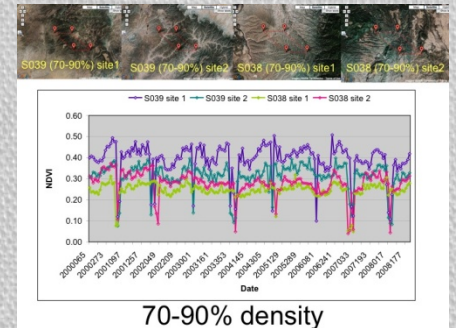 S039 (70-90%) site1
S039 (70-90%) site2
S038 (70-90%) site1
S038 (70-90%) site2
S039 site 1
S039 site 2
S038 site 1
S038 site 2
0.60
0.50
0.40
0.30
0.20
0.10
0.00
NDVI
2000065
2000273
2001097
2001257
2002049
2002209
2003001
2003161
2003353
2004145
2004305
2005129
2005289
2006081
2006241
2007033
2007193
2008017
2008177
Date
70-90% density